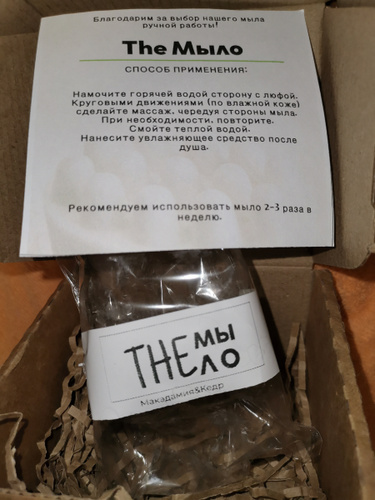 Благодарим за выбор нашего мыла
ручной работы!
The Мыло
СПОСОБ ПРИМЕНЕНИЯ:
Намочите горячей водой сторону с люфой.
Круговыми движениями (по влажной коже)
сделайте массаж, чередуя стороны мыла.
При необходимости, повторите.
Смойте теплой водой.
Нанесите увлажняющее средство после
душа.
Рекомендуем использовать мыло 2-3 раза в
неделю.
THE МЫ
ЛО
Макадамия&Кедр